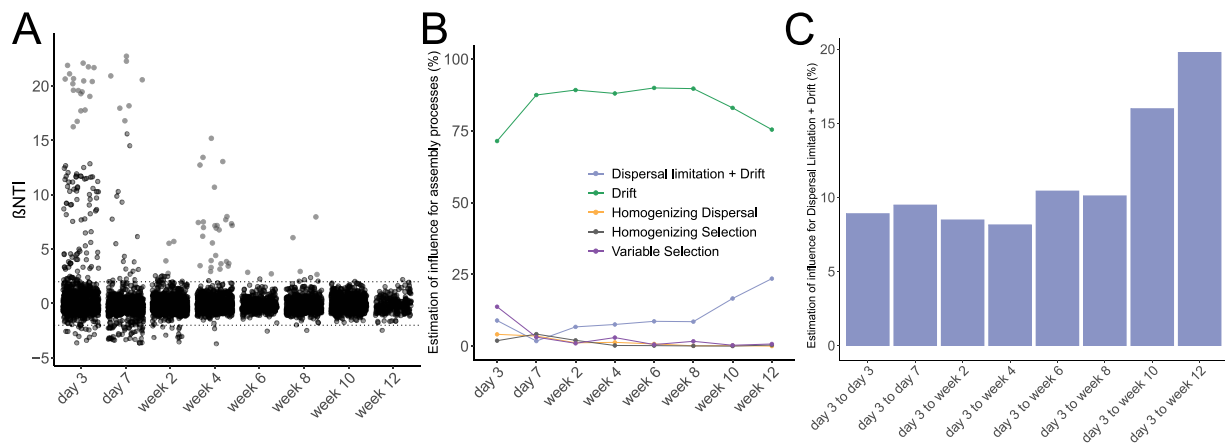 A
ßNTI
20
15
10
5
0
−5
day 3
day 7
week 2
week 4
week 6
week 8
week 10
week 12
B
Estimation of influence for assembly processes (%)
100
75
50
25
0
Dispersal limitation + Drift
Drift
Homogenizing Dispersal
Homogenizing Selection
Variable Selection
day 3
day 7
week 2
week 4
week 6
week 8
week 10
week 12
C
Estimation of influence for Dispersal Limitation + Drift (%)
20
15
10
5
0
day 3 to day 3
day 3 to day 7
day 3 to week 2
day 3 to week 4
day 3 to week 6
day 3 to week 8
day 3 to week 10
day 3 to week 12